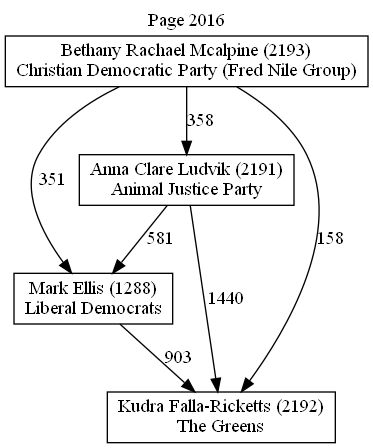 Page 2016
Bethany Rachael Mcalpine (2193)
Christian Democratic Party (Fred Nile Group)
358
Anna Clare Ludvik (2191)
Animal Justice Party
351
581
1440
158
Mark Ellis (1288)
Liberal Democrats
903
Kudra Falla-Ricketts (2192)
The Greens